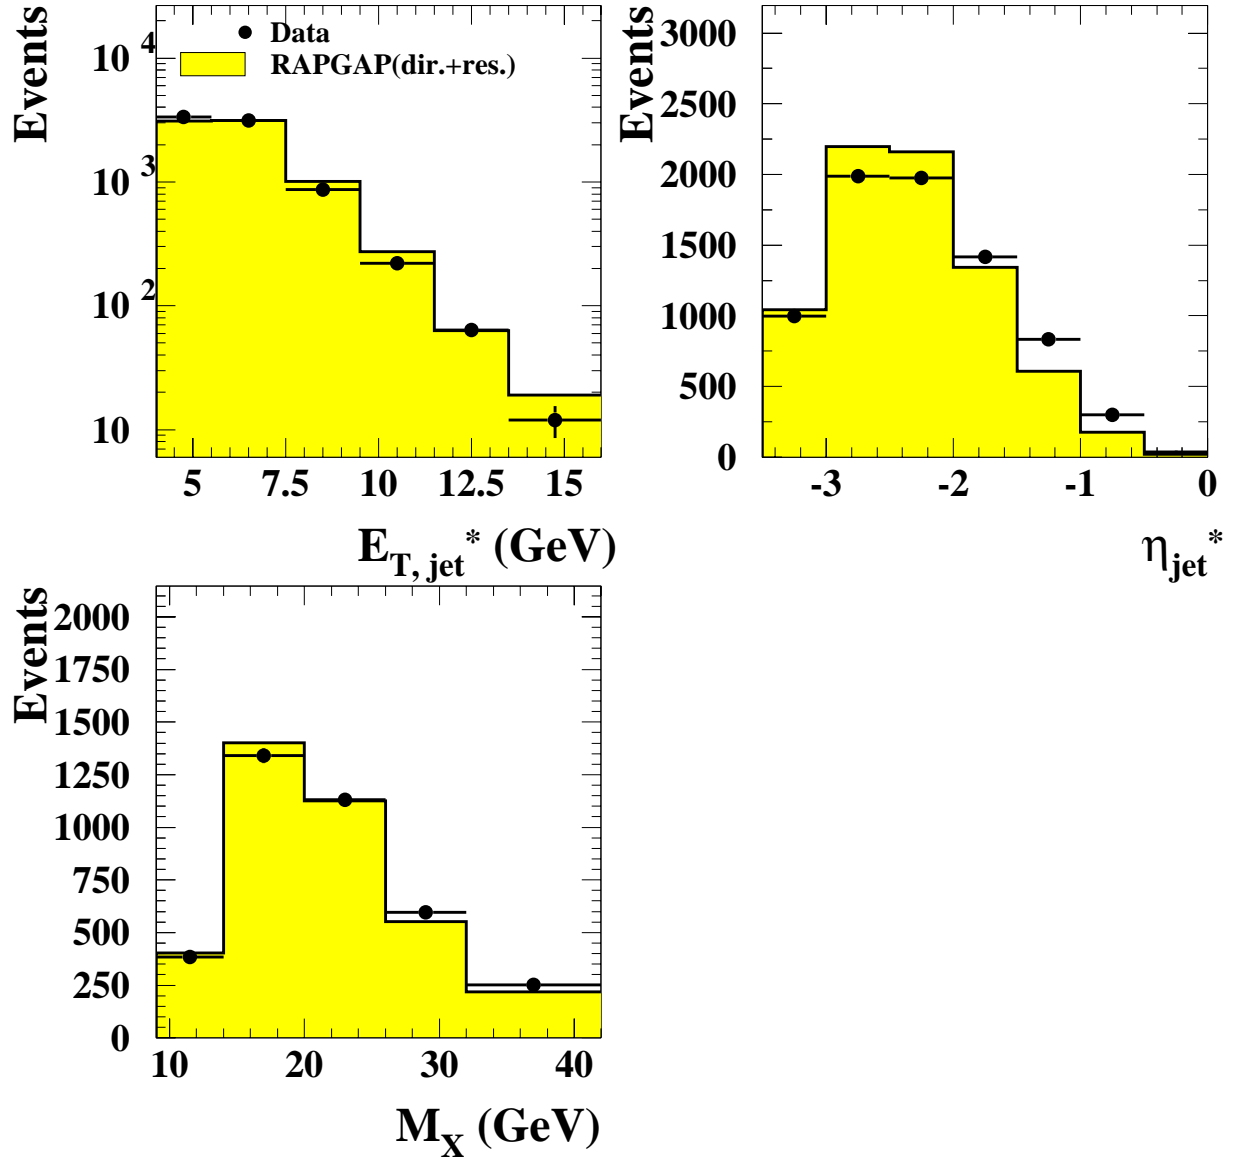 Events
10^4
10^3
10^2
10
Data
RAPGAP(dir.+res.)
5 7.5 10 12.5 15
E_T, jet* (GeV)
Events
3000
2500
2000
1500
1000
500
0
-3 -2 -1 0
η_jet*
Events
2000
1750
1500
1250
1000
750
500
250
0
10 20 30 40
M_X (GeV)